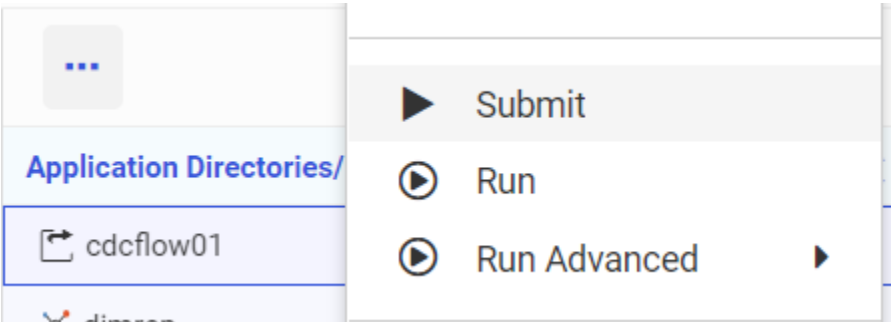 Submit
Application Directories/
Run
cdcflow01
Run Advanced